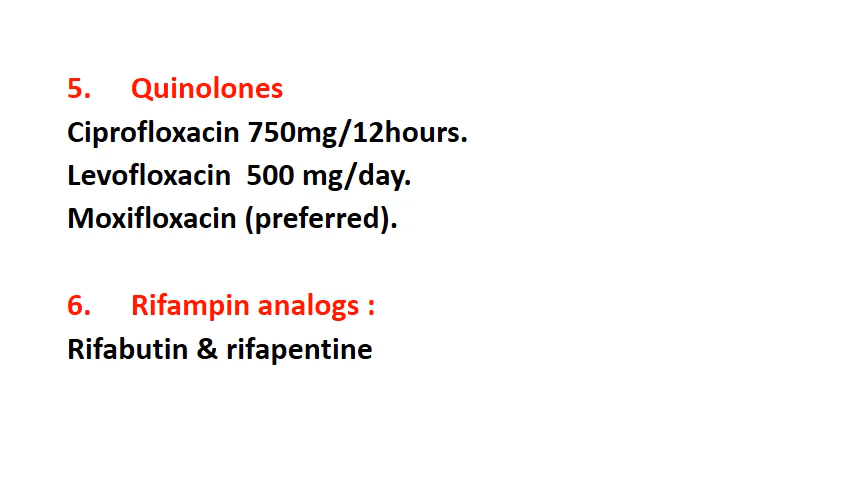 5. Quinolones
Ciprofloxacin 750mg/12hours.
Levofloxacin  500 mg/day.
Moxifloxacin (preferred).
6. Rifampin analogs :
Rifabutin & rifapentine